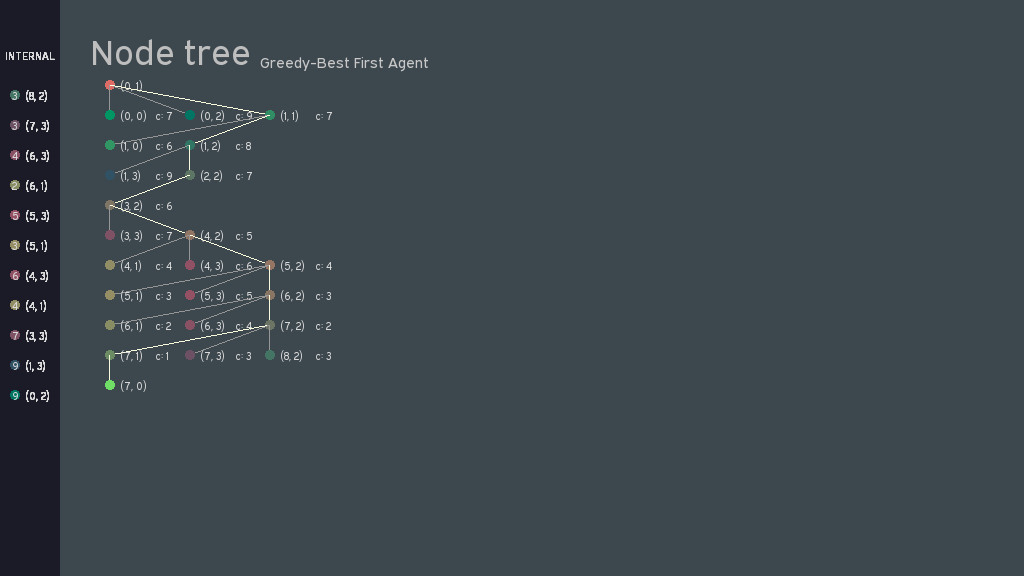 Node tree Greedy-Best First Agent
INTERNAL
3 (8, 2)
3 (7, 3)
4 (6, 3)
2 (6, 1)
5 (5, 3)
3 (5, 1)
6 (4, 3)
4 (4, 1)
7 (3, 3)
9 (1, 3)
9 (0, 2)
(0, 1)
(0, 0) c: 7 (0, 2) c: 9 (1, 1) c: 7
(1, 0) c: 6 (1, 2) c: 8
(1, 3) c: 9 (2, 2) c: 7
(3, 2) c: 6
(3, 3) c: 7 (4, 2) c: 5
(4, 1) c: 4 (4, 3) c: 6 (5, 2) c: 4
(5, 1) c: 3 (5, 3) c: 5 (6, 2) c: 3
(6, 1) c: 2 (6, 3) c: 4 (7, 2) c: 2
(7, 1) c: 1 (7, 3) c: 3 (8, 2) c: 3
(7, 0)